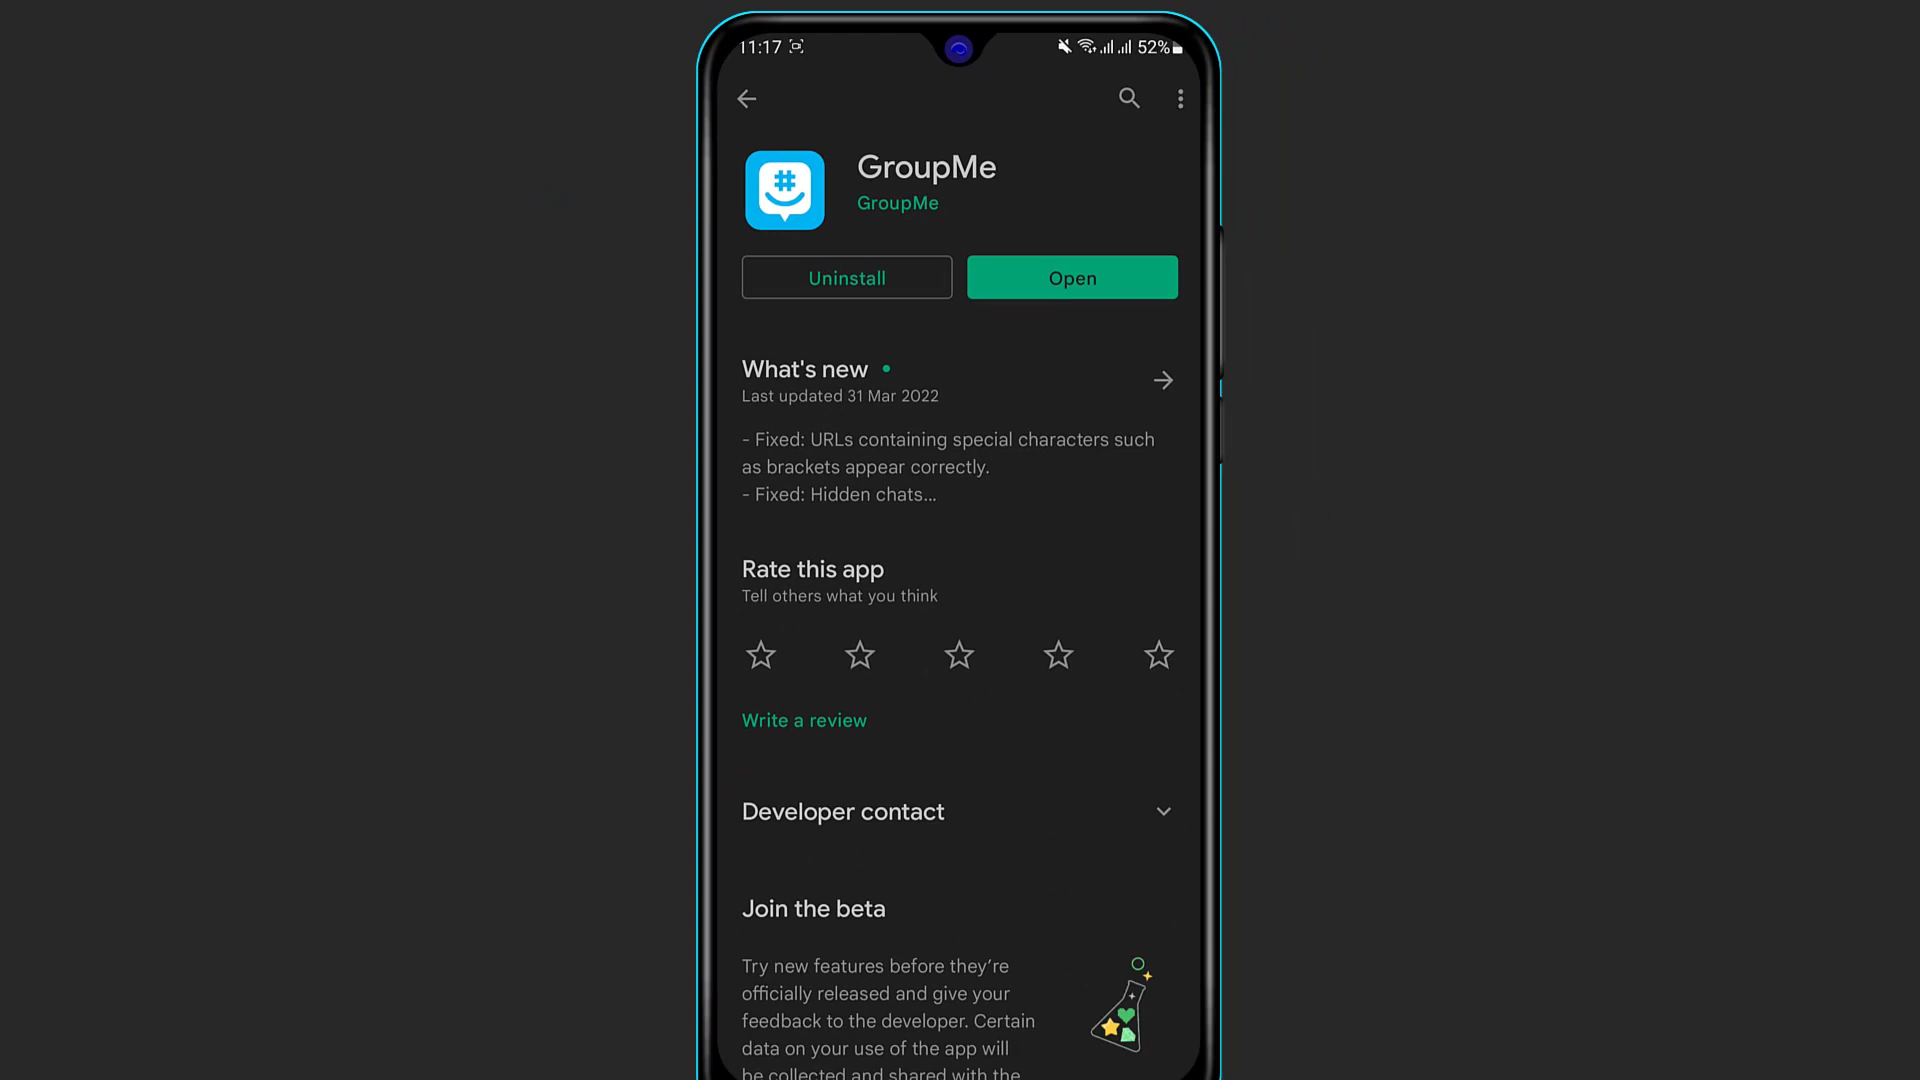 11:17
52%
GroupMe
GroupMe
Uninstall
Open
What's new
Last updated 31 Mar 2022
- Fixed: URLs containing special characters such
as brackets appear correctly.
- Fixed: Hidden chats...
Rate this app
Tell others what you think
Write a review
Developer contact
Join the beta
Try new features before they’re
officially released and give your
feedback to the developer. Certain
data on your use of the app will
be collected and shared with the